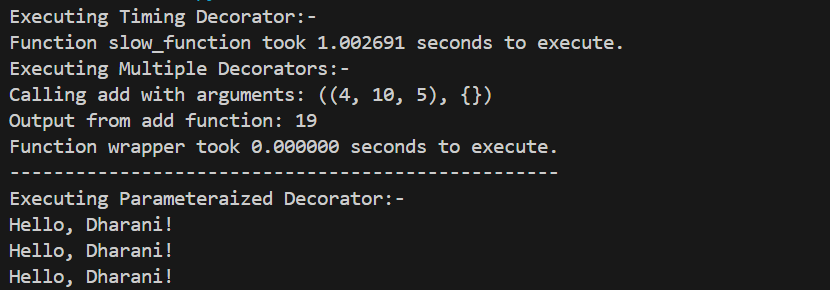 Executing Timing Decorator:-
Function slow_function took 1.002691 seconds to execute.
Executing Multiple Decorators:-
Calling add with arguments: ((4, 10, 5), {})
Output from add function: 19
Function wrapper took 0.000000 seconds to execute.
--------------------------------------------------
Executing Parameteraized Decorator:-
Hello, Dharani!
Hello, Dharani!
Hello, Dharani!